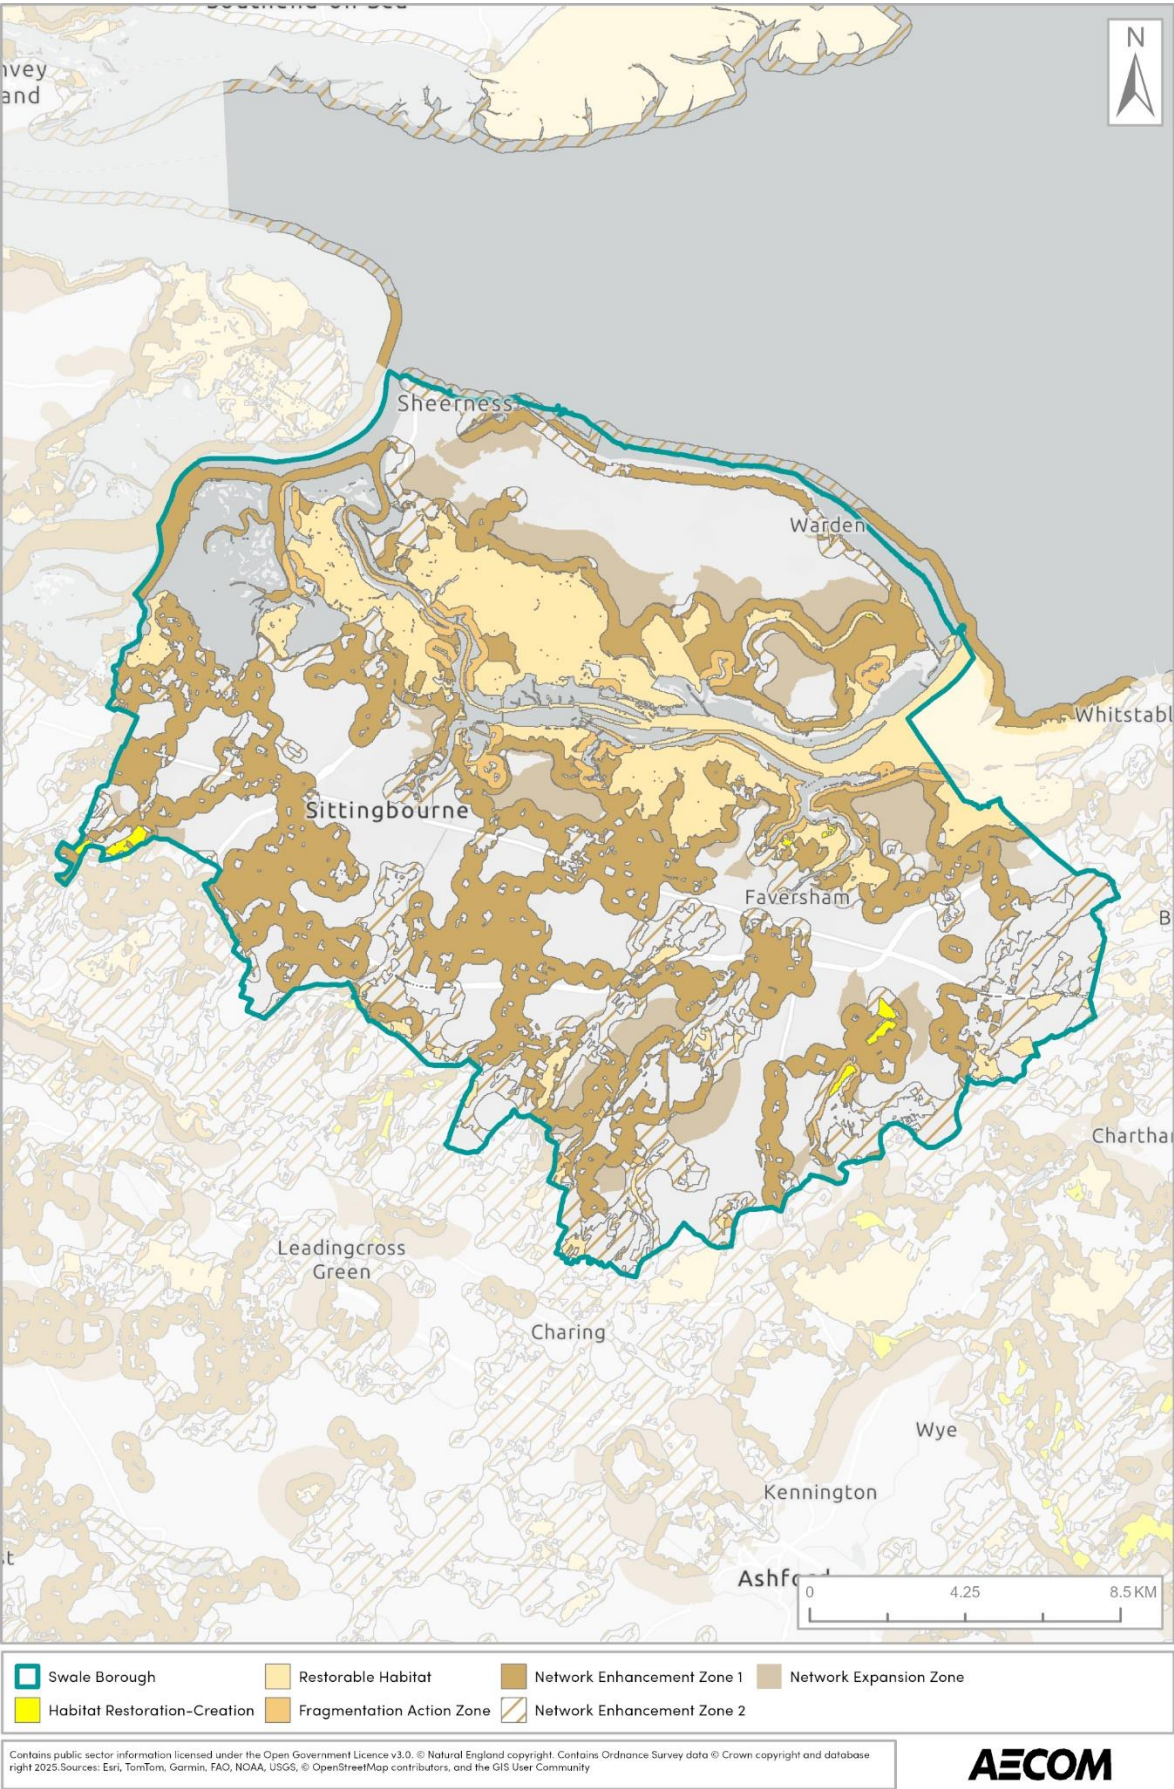 N
and
Sheerness
Warden
Whitstabl
Sittingbourne
Faversham
B
Chartha
Leadingcross
Green
Charing
Wye
Kennington
0 4.25 8.5 KM
Swale Borough
Restorable Habitat
Network Enhancement Zone 1
Network Expansion Zone
Habitat Restoration-Creation
Fragmentation Action Zone
Network Enhancement Zone 2
Contains public sector information licensed under the Open Government Licence v3.0. © Natural England copyright. Contains Ordnance Survey data © Crown copyright and database
right 2025.Sources: Esri, TomTom, Garmin, FAO, NOAA, USGS, © OpenStreetMap contributors, and the GIS User Community
AECOM